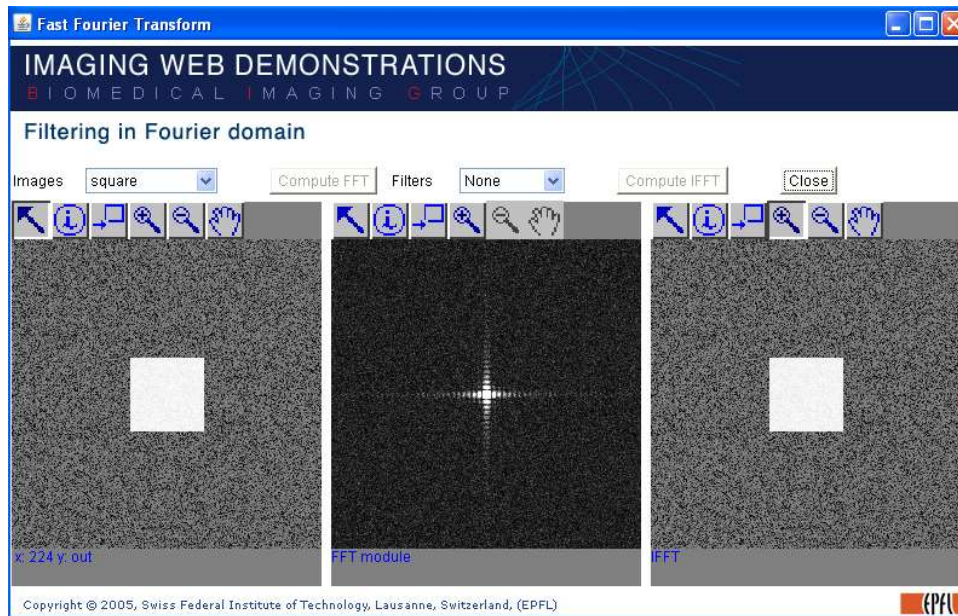 Fast Fourier Transform
IMAGING WEB DEMONSTRATIONS
BIOMEDICAL IMAGING GROUP
Filtering in Fourier domain
Images square Compute FFT Filters None Compute IFFT Close
x: 224 y: out FFT module IFFT
Copyright © 2005, Swiss Federal Institute of Technology, Lausanne, Switzerland, (EPFL)
EPFL